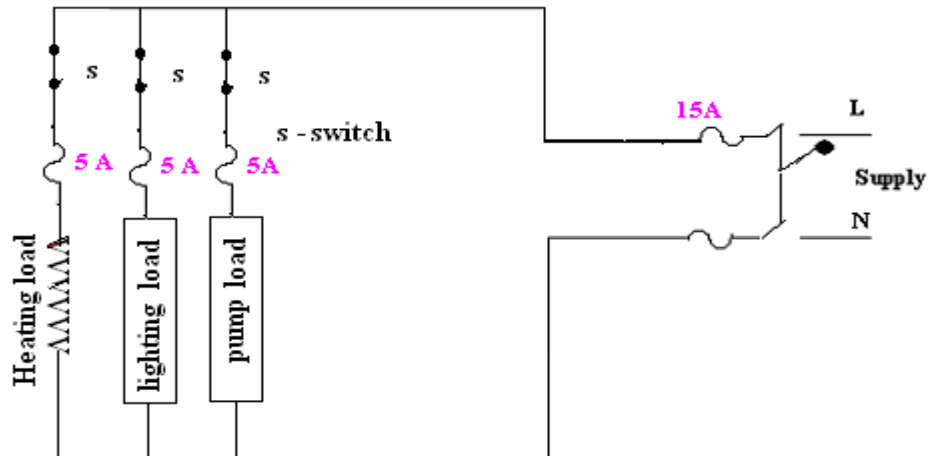 s
s
s
s - switch
5 A
5 A
5A
15A
L
Supply
N
Heating load
lighting load
pump load